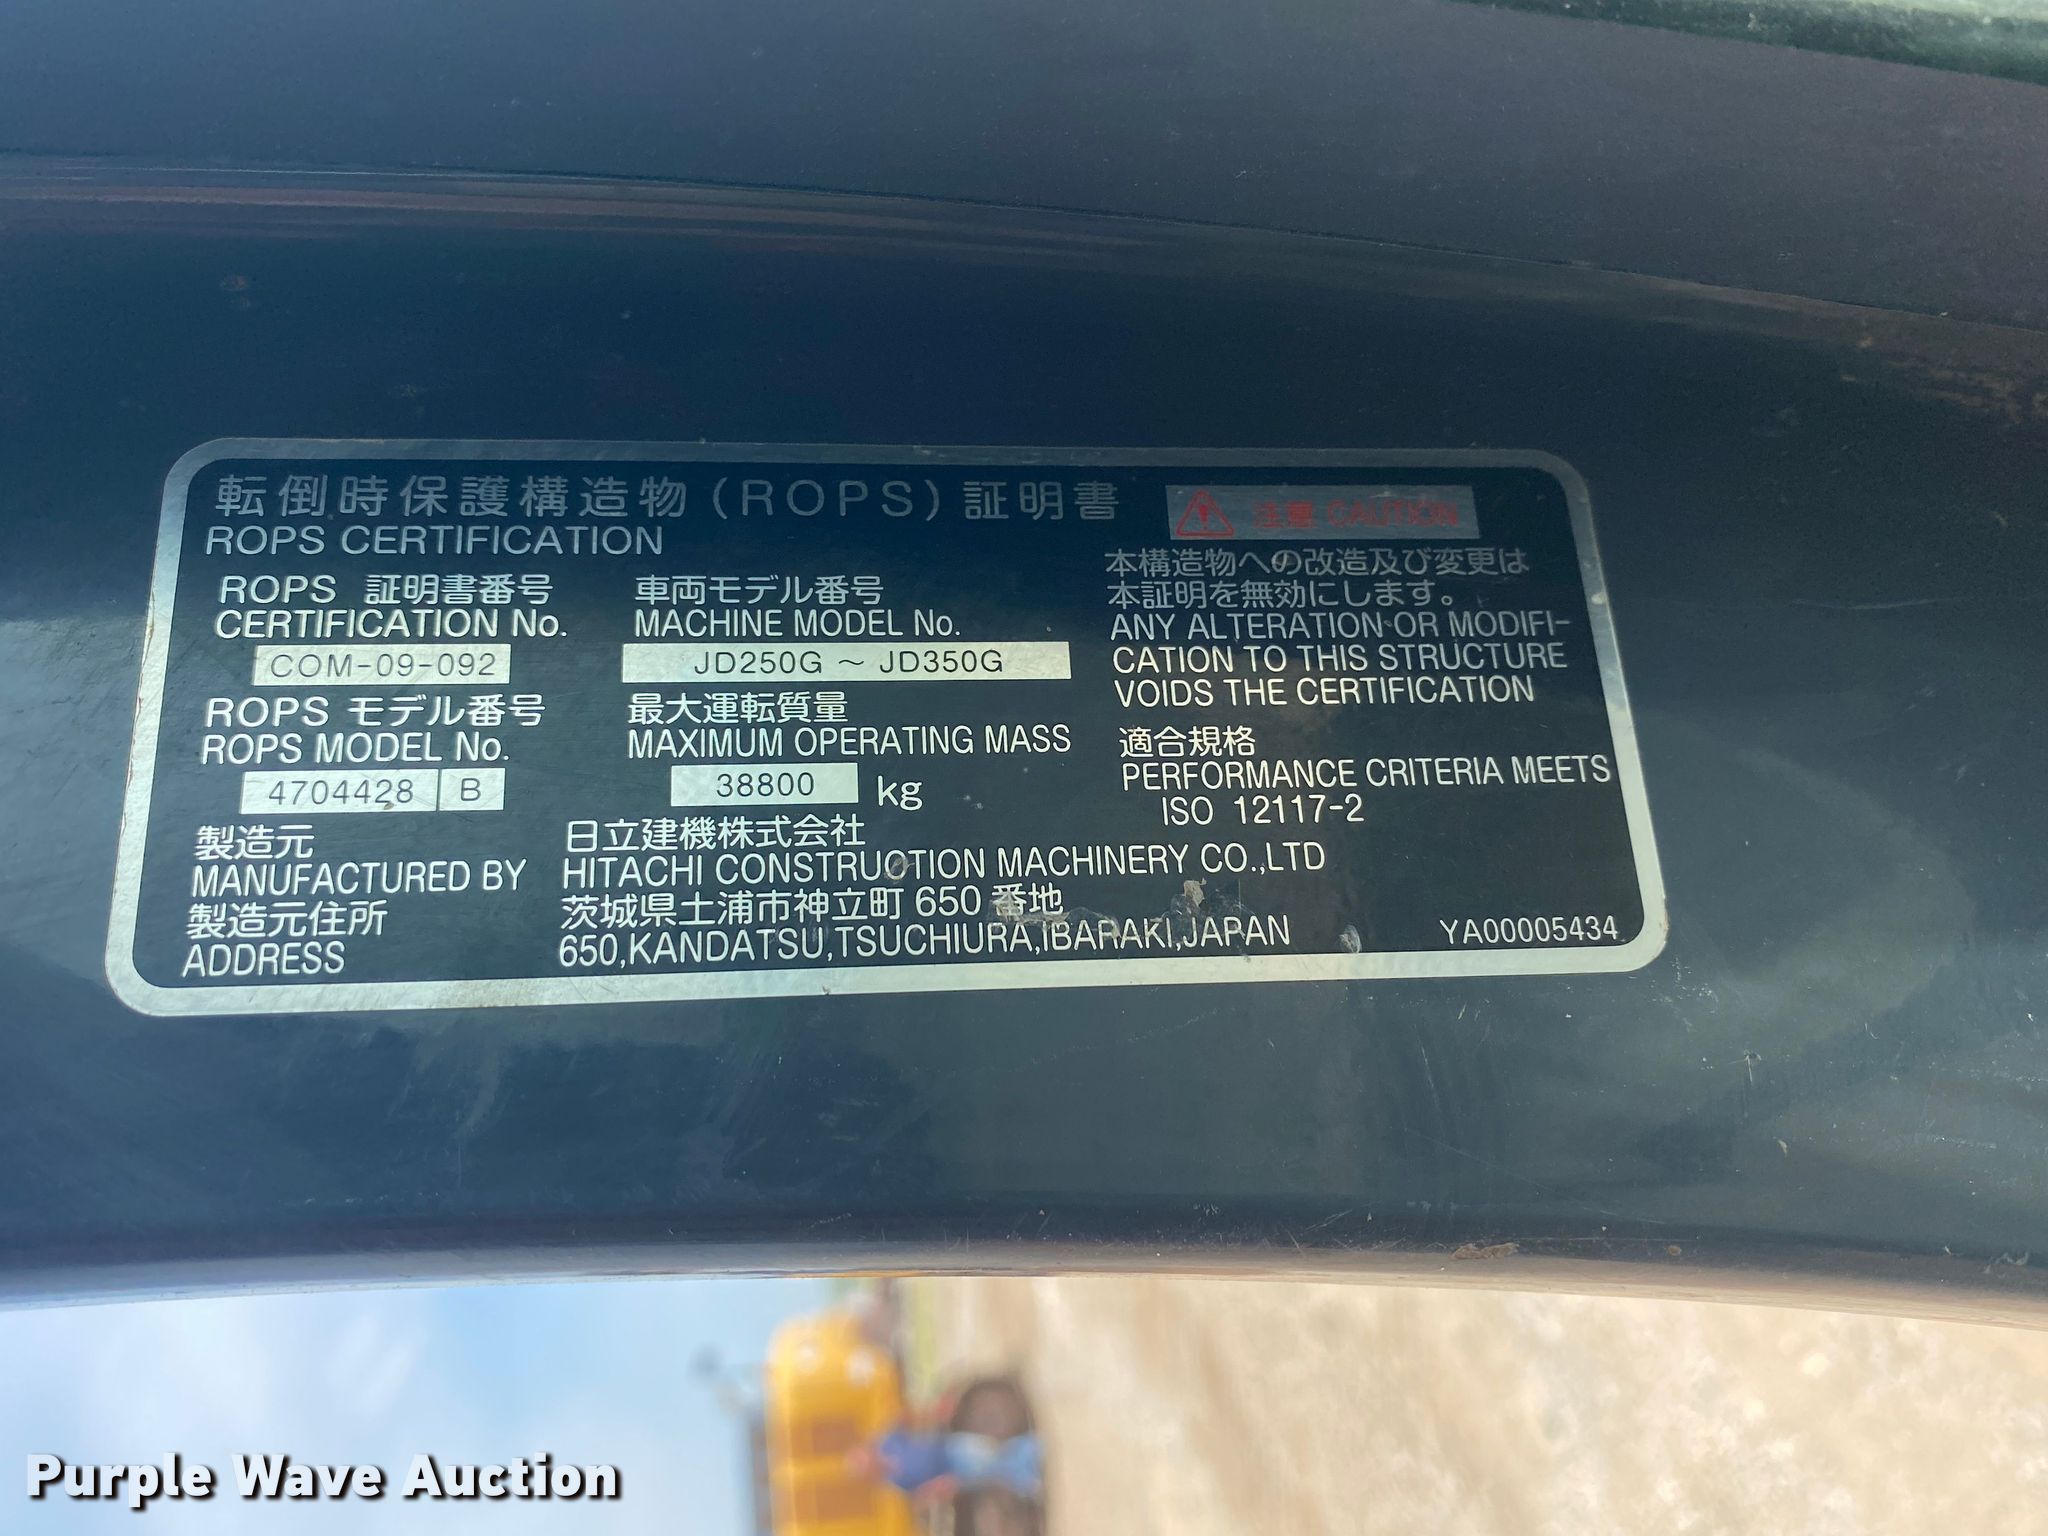 転倒時保護構造物(ROPS)証明書
ROPS CERTIFICATION
ROPS 証明書番号
CERTIFICATION No.
COM-09-092
ROPS モデル番号
ROPS MODEL No.
4704428 B
車両モデル番号
MACHINE MODEL No.
JD250G ～ JD350G
最大運転質量
MAXIMUM OPERATING MASS
38800 kg
注意 CAUTION
本構造物への改造及び変更は
本証明を無効にします。
ANY ALTERATION OR MODIFI-
CATION TO THIS STRUCTURE
VOIDS THE CERTIFICATION
適合規格
PERFORMANCE CRITERIA MEETS
ISO 12117-2
製造元 日立建機株式会社
MANUFACTURED BY HITACHI CONSTRUCTION MACHINERY CO.,LTD
製造元住所 茨城県土浦市神立町 650 番地
ADDRESS 650,KANDATSU,TSUCHIURA,IBARAKI,JAPAN
YA00005434
Purple Wave Auction